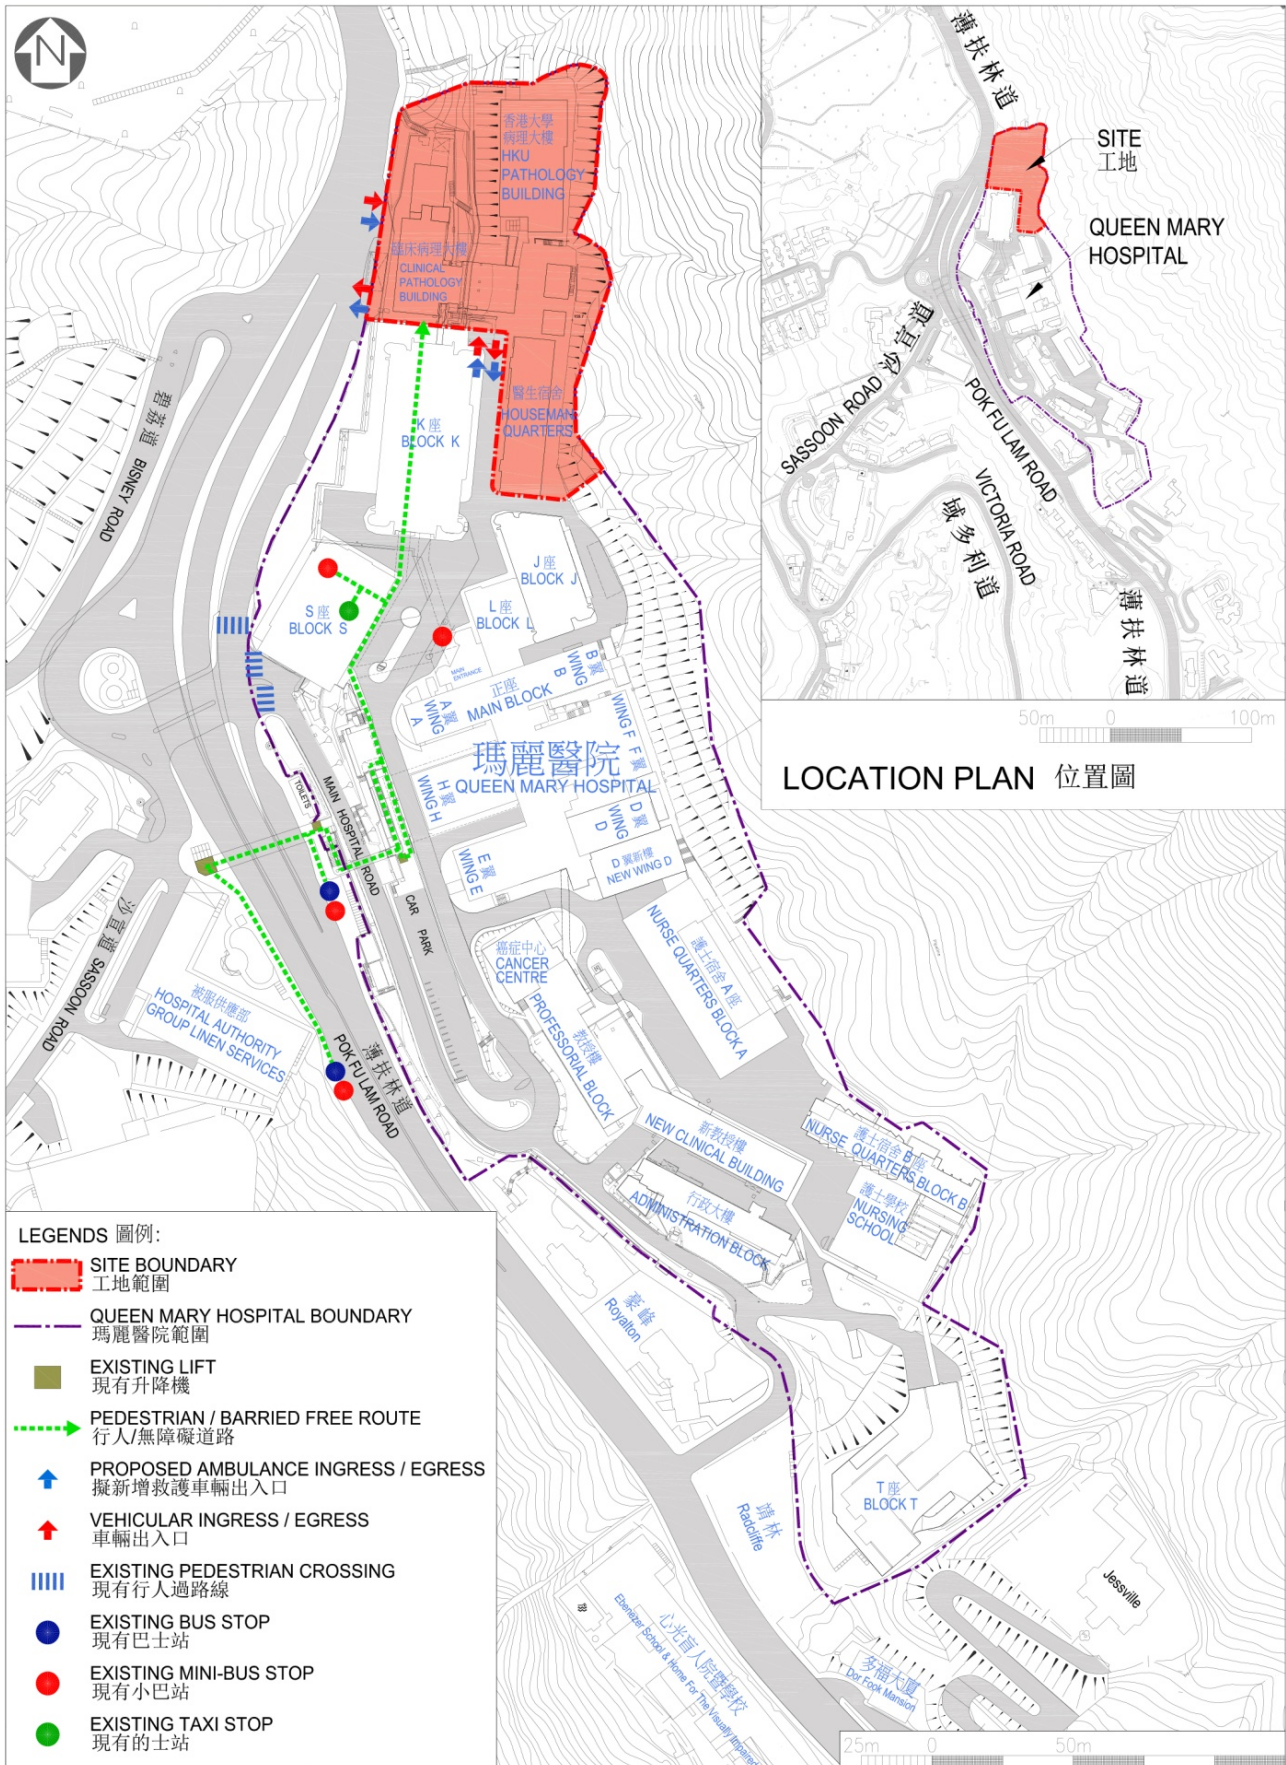 N
香港大學
病理大樓
HKU
PATHOLOGY
BUILDING
臨床病理大樓
CLINICAL
PATHOLOGY
BUILDING
醫生宿舍
HOUSEMAN
QUARTERS
K 座
BLOCK K
碧荔道 BISNEY ROAD
J 座
BLOCK J
L 座
BLOCK L
S 座
BLOCK S
MAIN
ENTRANCE
正座
MAIN BLOCK
A 翼
WING
A
B 翼
WING
B
WING F F 翼
瑪麗醫院
QUEEN MARY HOSPITAL
H 翼
WING H
D 翼
WING
D
D 翼新樓
NEW WING D
E 翼
WING E
TOILETS
MAIN HOSPITAL ROAD
CAR PARK
癌症中心
CANCER
CENTRE
護士宿舍 A 座
NURSE QUARTERS BLOCK A
教授樓
PROFESSORIAL BLOCK
沙宣道 SASSOON ROAD
被服供應部
HOSPITAL AUTHORITY
GROUP LINEN SERVICES
薄扶林道
POK FU LAM ROAD
新教授樓
NEW CLINICAL BUILDING
行政大樓
ADMINISTRATION BLOCK
護士宿舍 B 座
NURSE QUARTERS BLOCK B
護士學校
NURSING
SCHOOL
豪峰
Royalton
T 座
BLOCK T
靖林
Radcliffe
Jessville
心光盲人院暨學校
Ebenezer School & Home For The Visually Impaired
多福大廈
Dor Fook Mansion
25m 0 50m
薄扶林道
SITE
工地
QUEEN MARY
HOSPITAL
SASSOON ROAD 沙宣道
POK FU LAM ROAD
VICTORIA ROAD
域多利道
薄扶林道
50m 0 100m
LOCATION PLAN 位置圖
LEGENDS 圖例:
SITE BOUNDARY
工地範圍
QUEEN MARY HOSPITAL BOUNDARY
瑪麗醫院範圍
EXISTING LIFT
現有升降機
PEDESTRIAN / BARRIED FREE ROUTE
行人/無障礙道路
PROPOSED AMBULANCE INGRESS / EGRESS
擬新增救護車輛出入口
VEHICULAR INGRESS / EGRESS
車輛出入口
EXISTING PEDESTRIAN CROSSING
現有行人過路線
EXISTING BUS STOP
現有巴士站
EXISTING MINI-BUS STOP
現有小巴站
EXISTING TAXI STOP
現有的士站